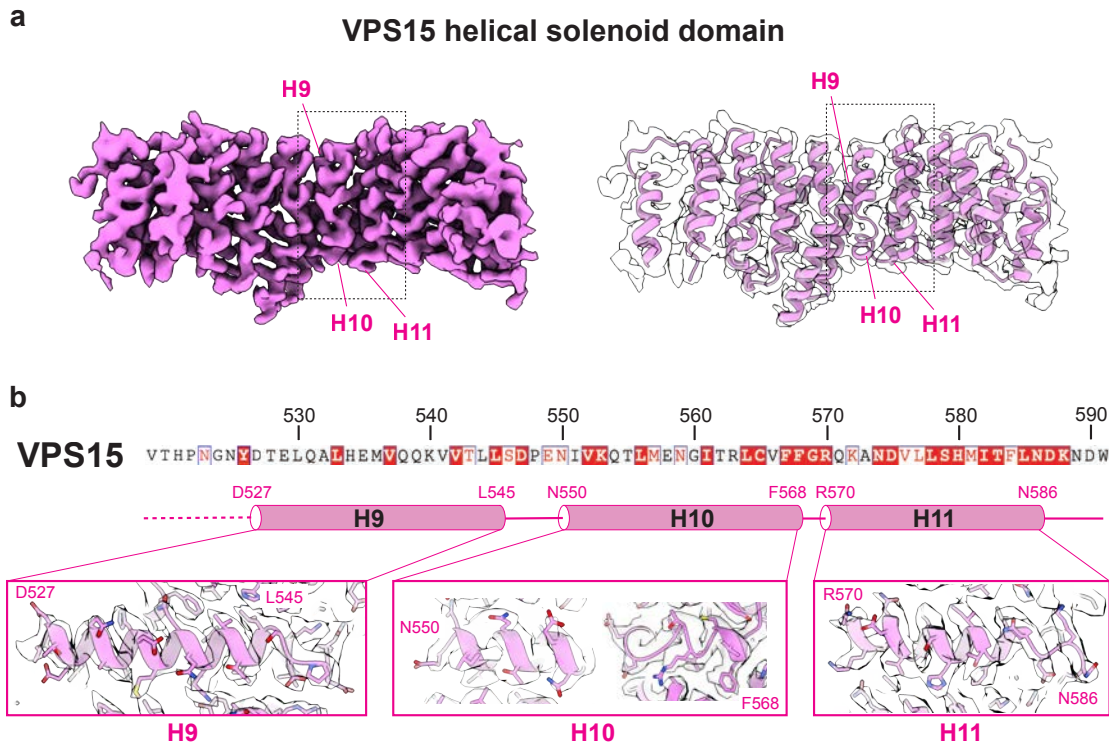 a
VPS15 helical solenoid domain
H9
H10
H11
H9
H10
H11
b
530 540 550 560 570 580 590
VPS15 VTHPNGNYDTELQALHEMVQQKVVTLLSDPENIVKQTLMENGITRLCVFFGRQKANDVLLSHMITFLNDKNDW
D527 L545 N550 F568 R570 N586
H9 H10 H11
D527 L545
N550 F568
R570 N586
H9 H10 H11